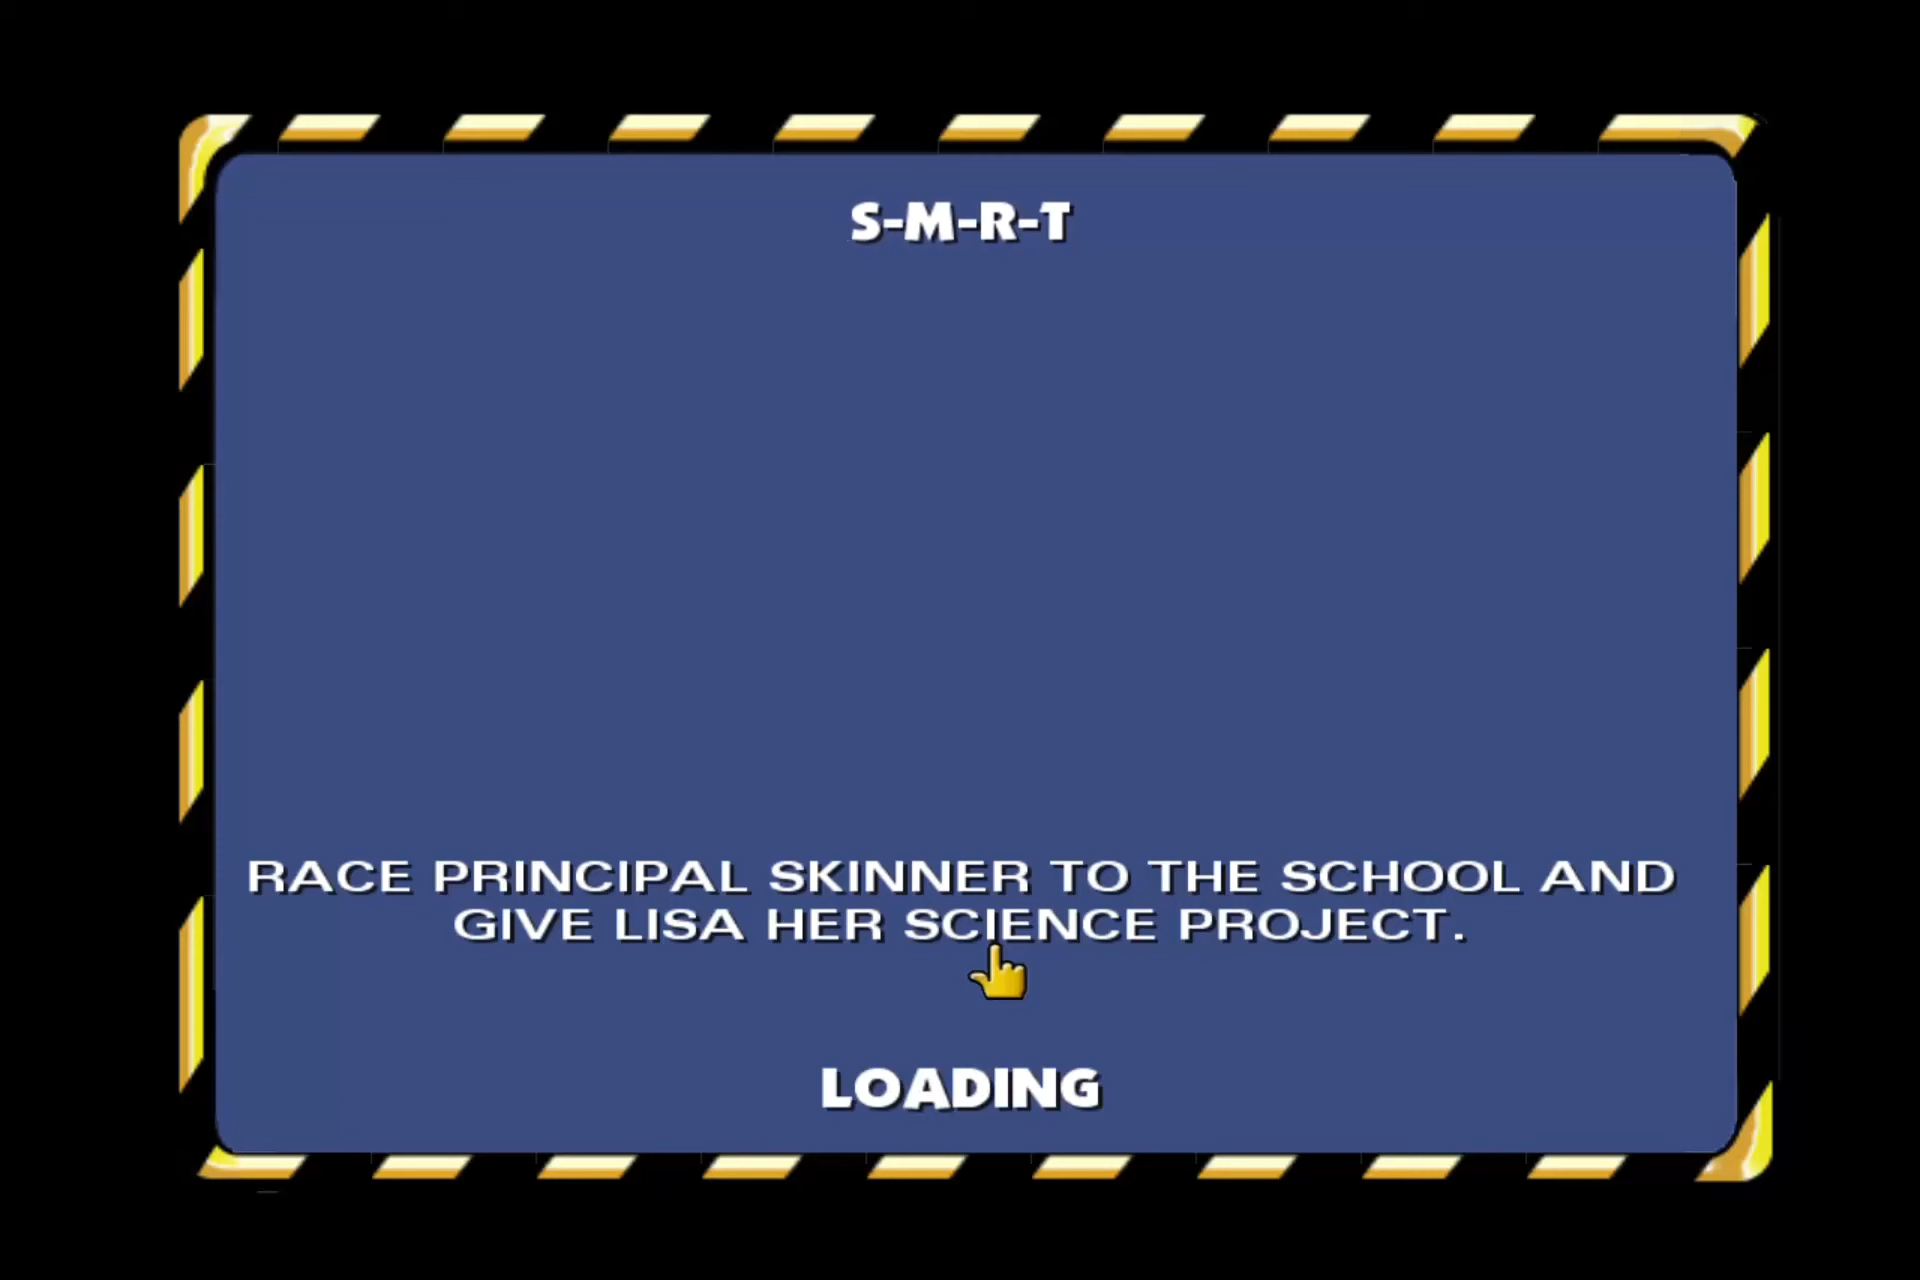 S-M-R-T
RACE PRINCIPAL SKINNER TO THE SCHOOL AND
GIVE LISA HER SCIENCE PROJECT.
LOADING